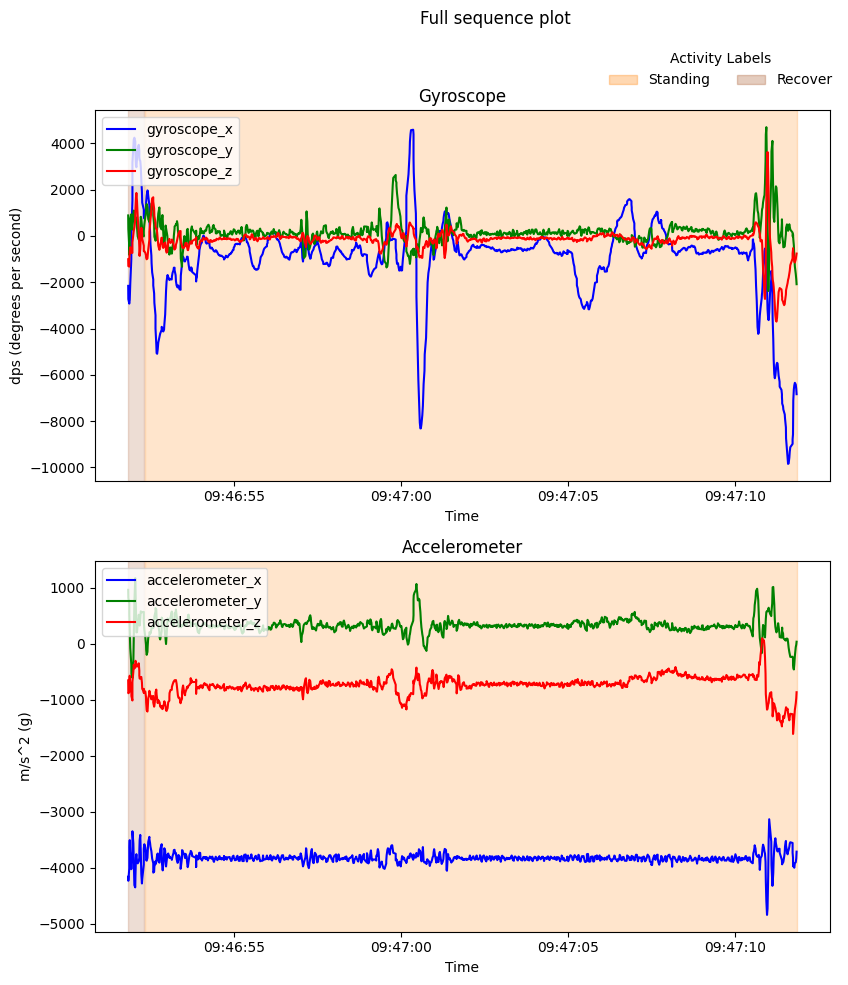 Full sequence plot
Activity Labels
Standing
Recover
Gyroscope
gyroscope_x
gyroscope_y
gyroscope_z
4000
2000
0
−2000
−4000
−6000
−8000
−10000
dps (degrees per second)
09:46:55
09:47:00
09:47:05
09:47:10
Time
Accelerometer
accelerometer_x
accelerometer_y
accelerometer_z
1000
0
−1000
−2000
−3000
−4000
−5000
m/s^2 (g)
09:46:55
09:47:00
09:47:05
09:47:10
Time